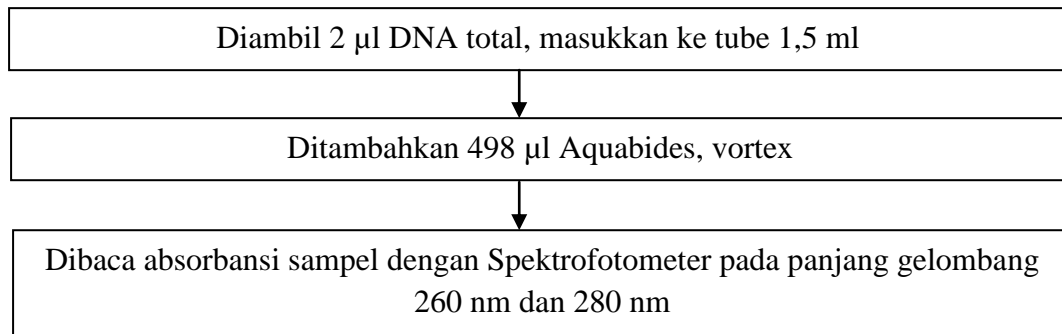 Diambil 2 µl DNA total, masukkan ke tube 1,5 ml
Ditambahkan 498 µl Aquabides, vortex
Dibaca absorbansi sampel dengan Spektrofotometer pada panjang gelombang
260 nm dan 280 nm